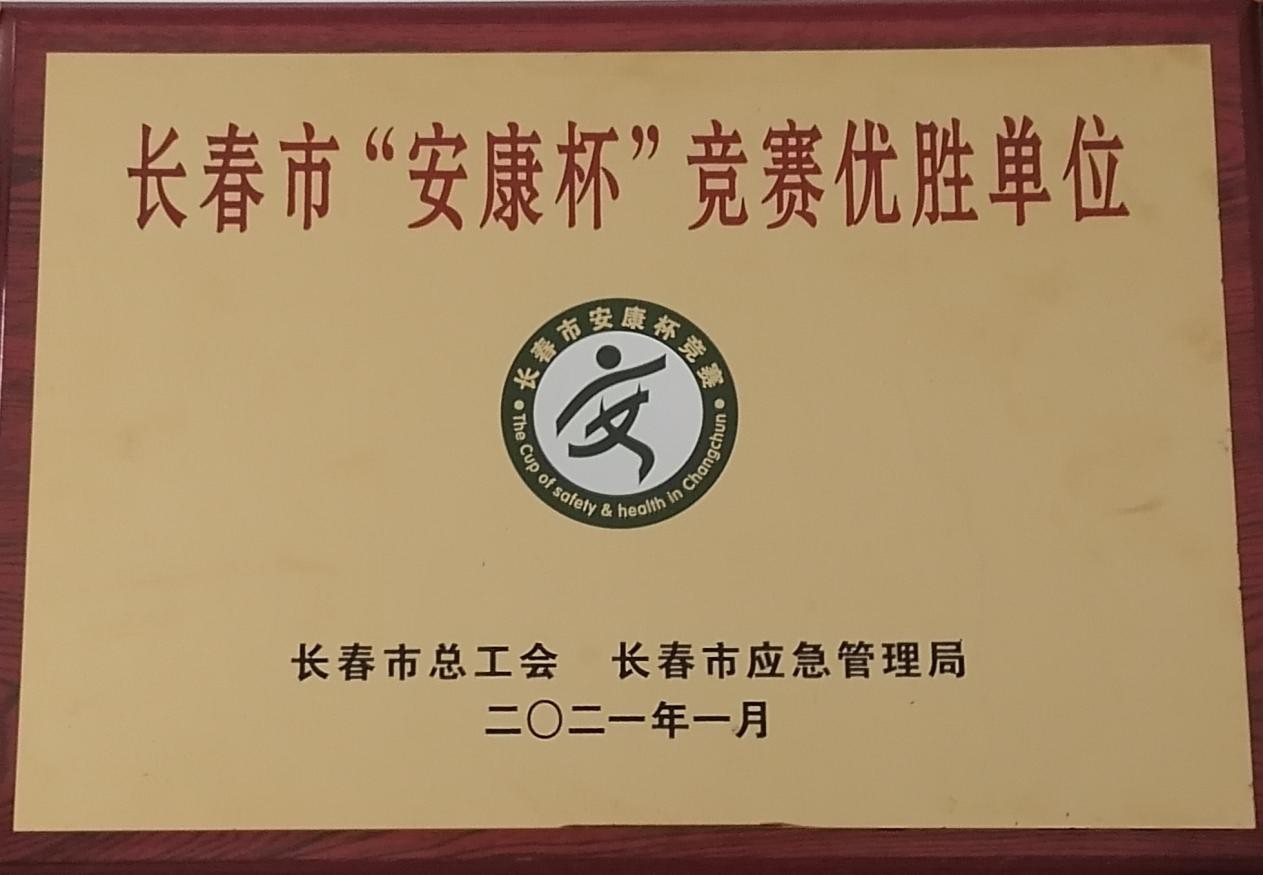 长春市“安康杯”竞赛优胜单位
长春市安康杯竞赛
The Cup of safety & health in Changchun
长春市总工会 长春市应急管理局
二〇二一年一月